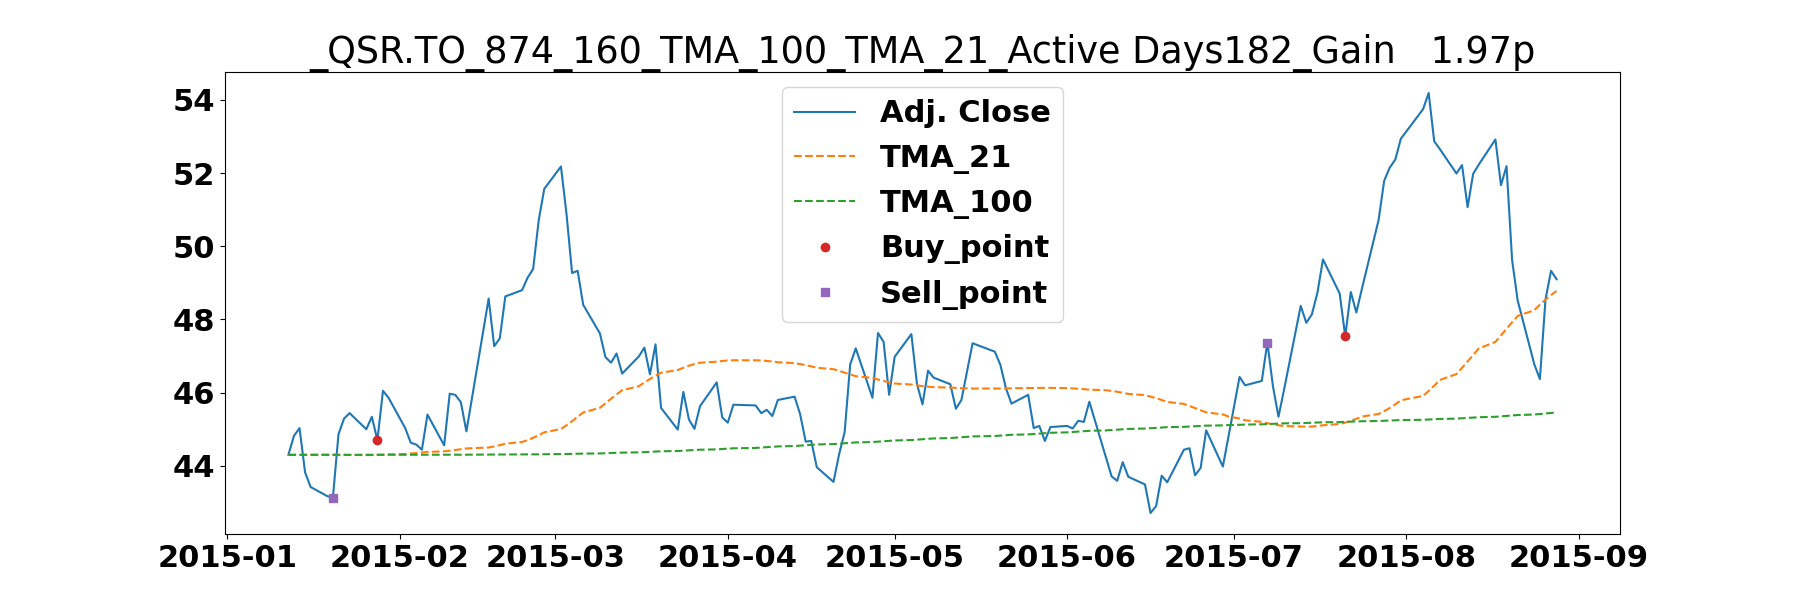 _QSR.TO_874_160_TMA_100_TMA_21_Active Days182_Gain   1.97p
Adj. Close
TMA_21
TMA_100
Buy_point
Sell_point
54
52
50
48
46
44
2015-01 2015-02 2015-03 2015-04 2015-05 2015-06 2015-07 2015-08 2015-09